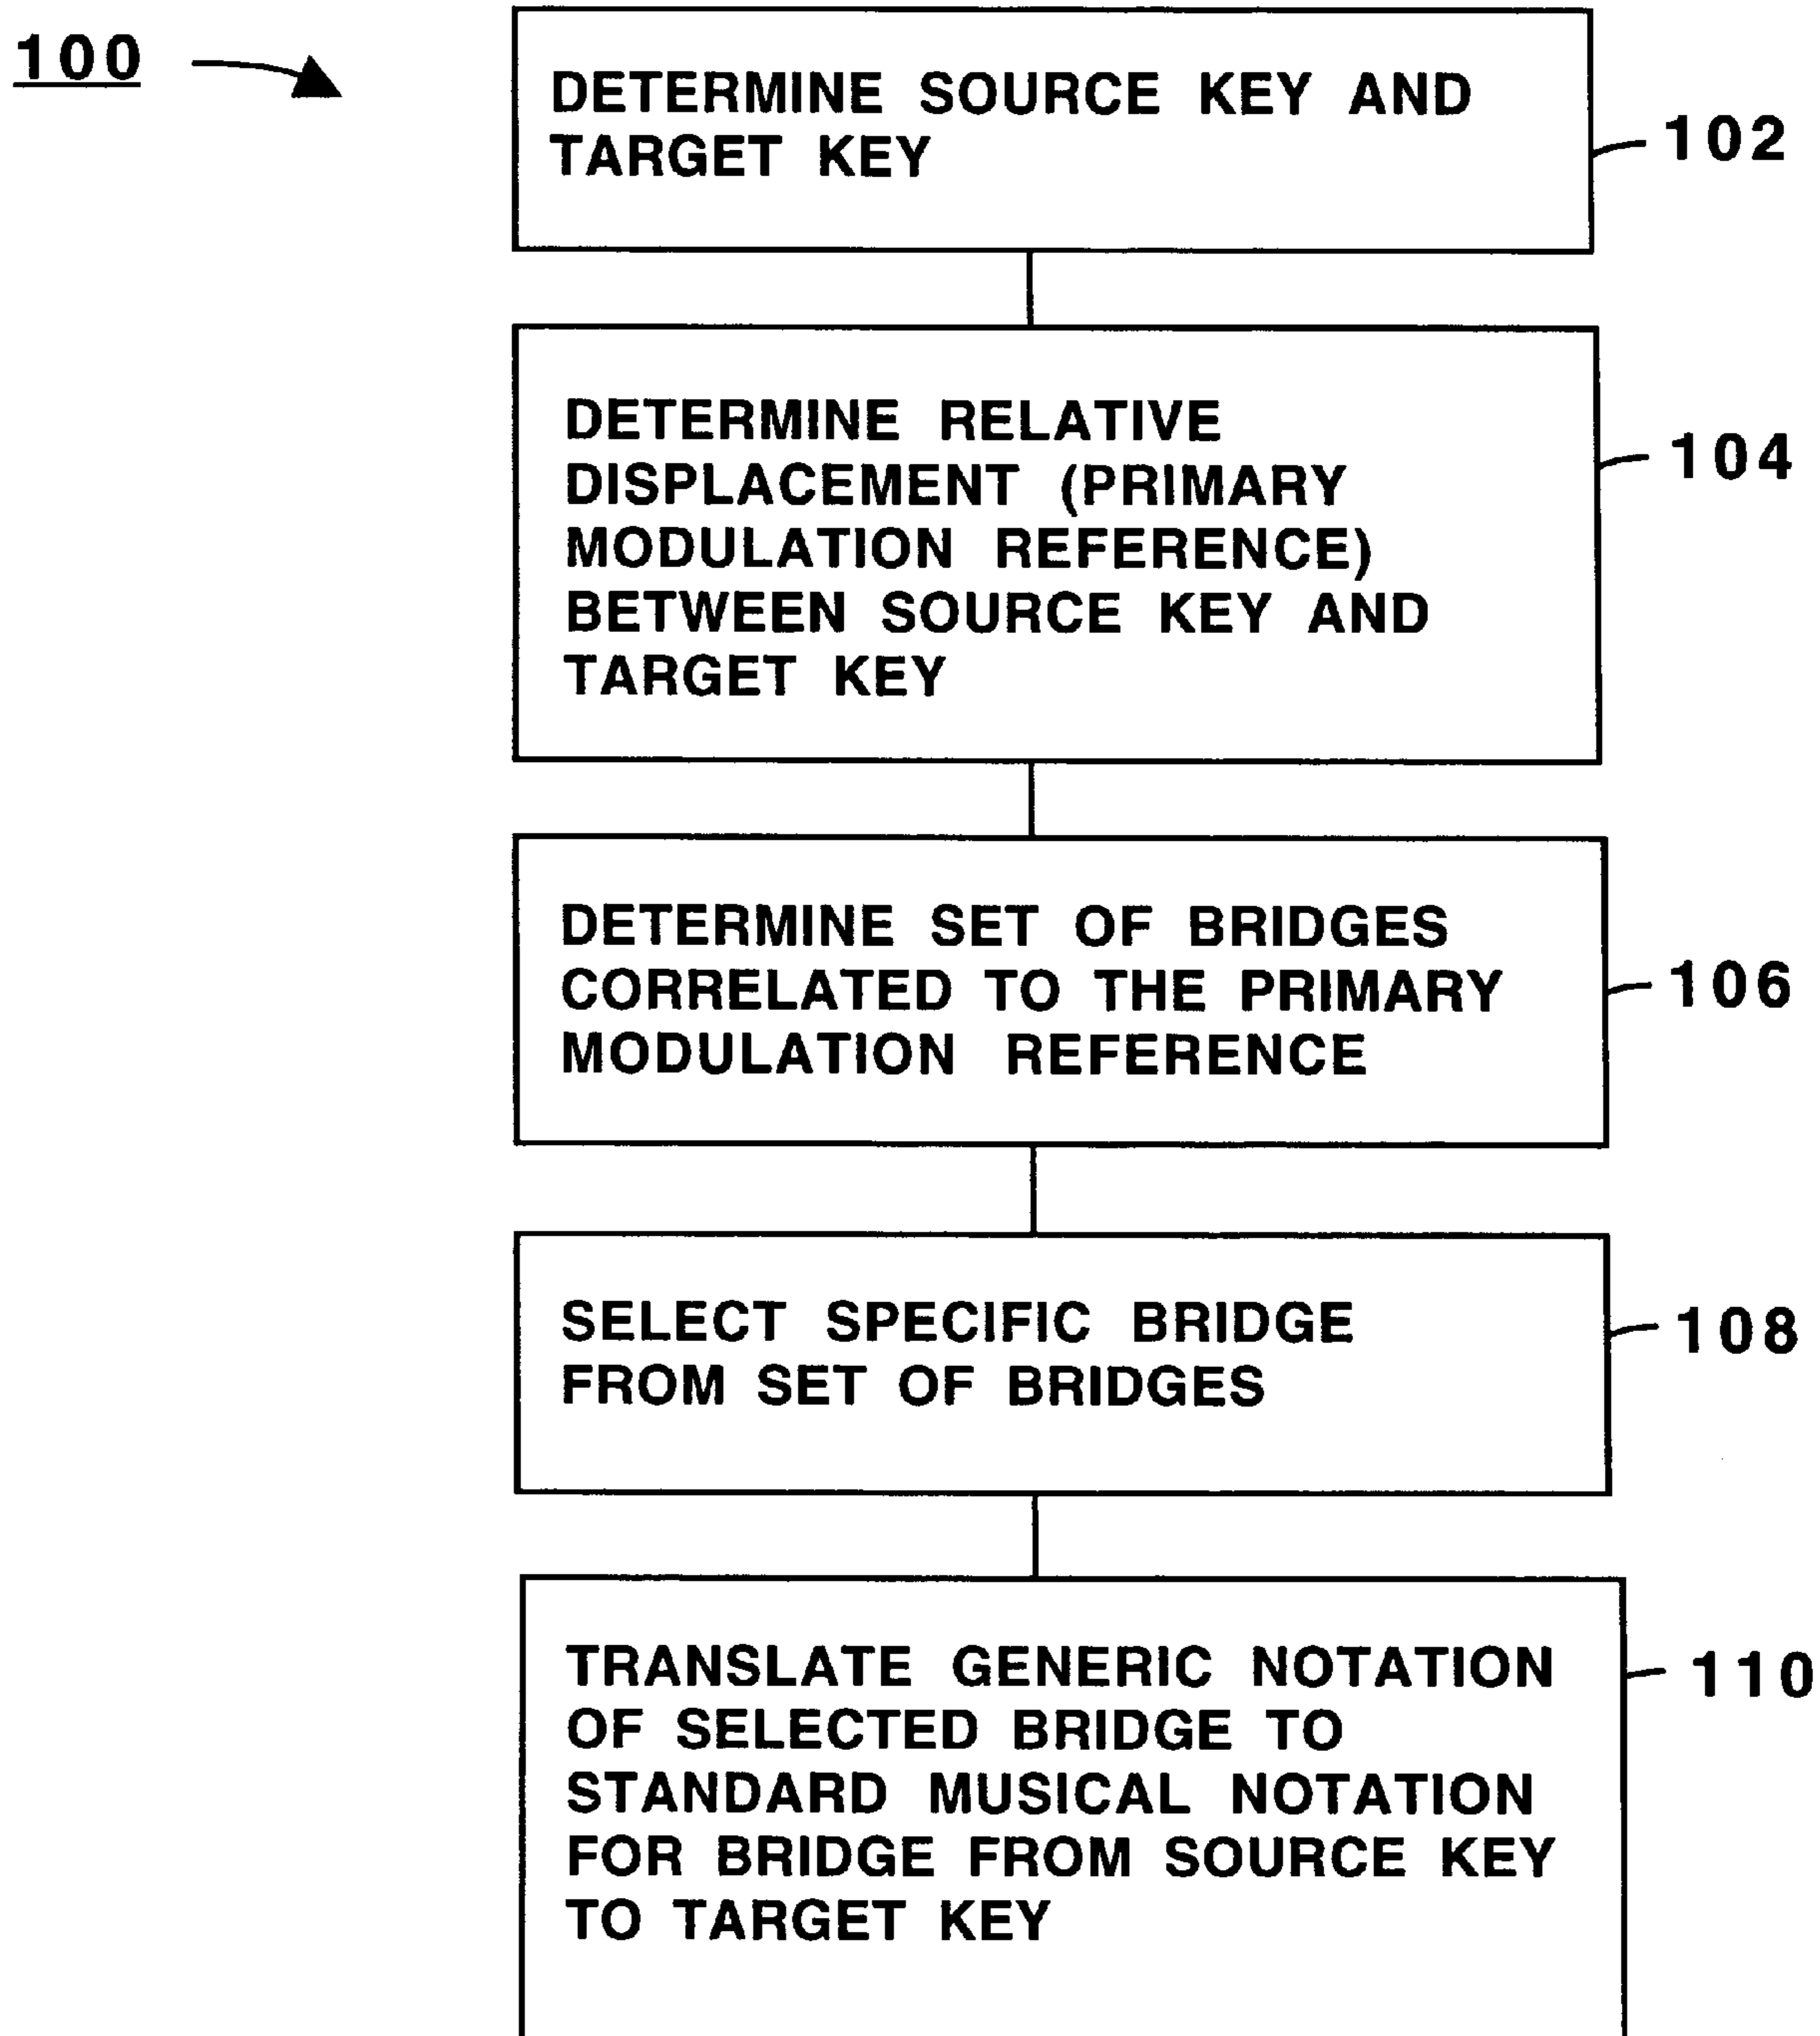 100
DETERMINE SOURCE KEY AND
TARGET KEY
102
DETERMINE RELATIVE
DISPLACEMENT (PRIMARY
MODULATION REFERENCE)
BETWEEN SOURCE KEY AND
TARGET KEY
104
DETERMINE SET OF BRIDGES
CORRELATED TO THE PRIMARY
MODULATION REFERENCE
106
SELECT SPECIFIC BRIDGE
FROM SET OF BRIDGES
108
TRANSLATE GENERIC NOTATION
OF SELECTED BRIDGE TO
STANDARD MUSICAL NOTATION
FOR BRIDGE FROM SOURCE KEY
TO TARGET KEY
110